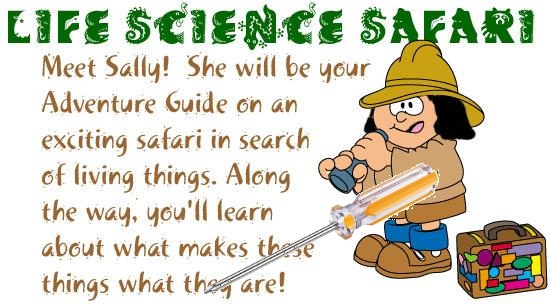 LIFE SCIENCE SAFARI
Meet Sally! She will be your
Adventure Guide on an
exciting safari in search
of living things. Along
the way, you'll learn
about what makes these
things what they are!